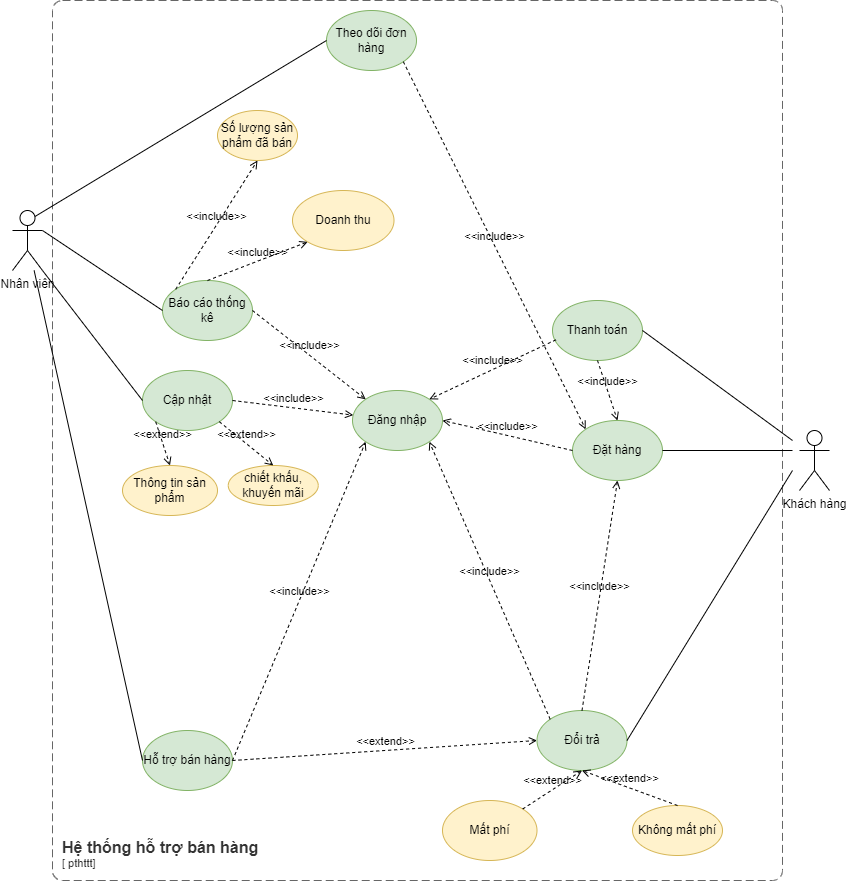 Theo dõi đơn
hàng
Số lượng sản
phẩm đã bán
<<include>>
Doanh thu
<<include>>
<<include>>
Nhân viên
Báo cáo thống
kê
<<include>>
Thanh toán
<<include>>
<<include>>
Cập nhật
<<include>>
Đăng nhập
<<include>>
<<extend>>
<<extend>>
Đặt hàng
Thông tin sản
phẩm
chiết khấu,
khuyến mãi
Khách hàng
<<include>>
<<include>>
<<include>>
Hỗ trợ bán hàng
<<extend>>
Đổi trả
<<extend>>
<<extend>>
Mất phí
Không mất phí
Hệ thống hỗ trợ bán hàng
[ pthttt]